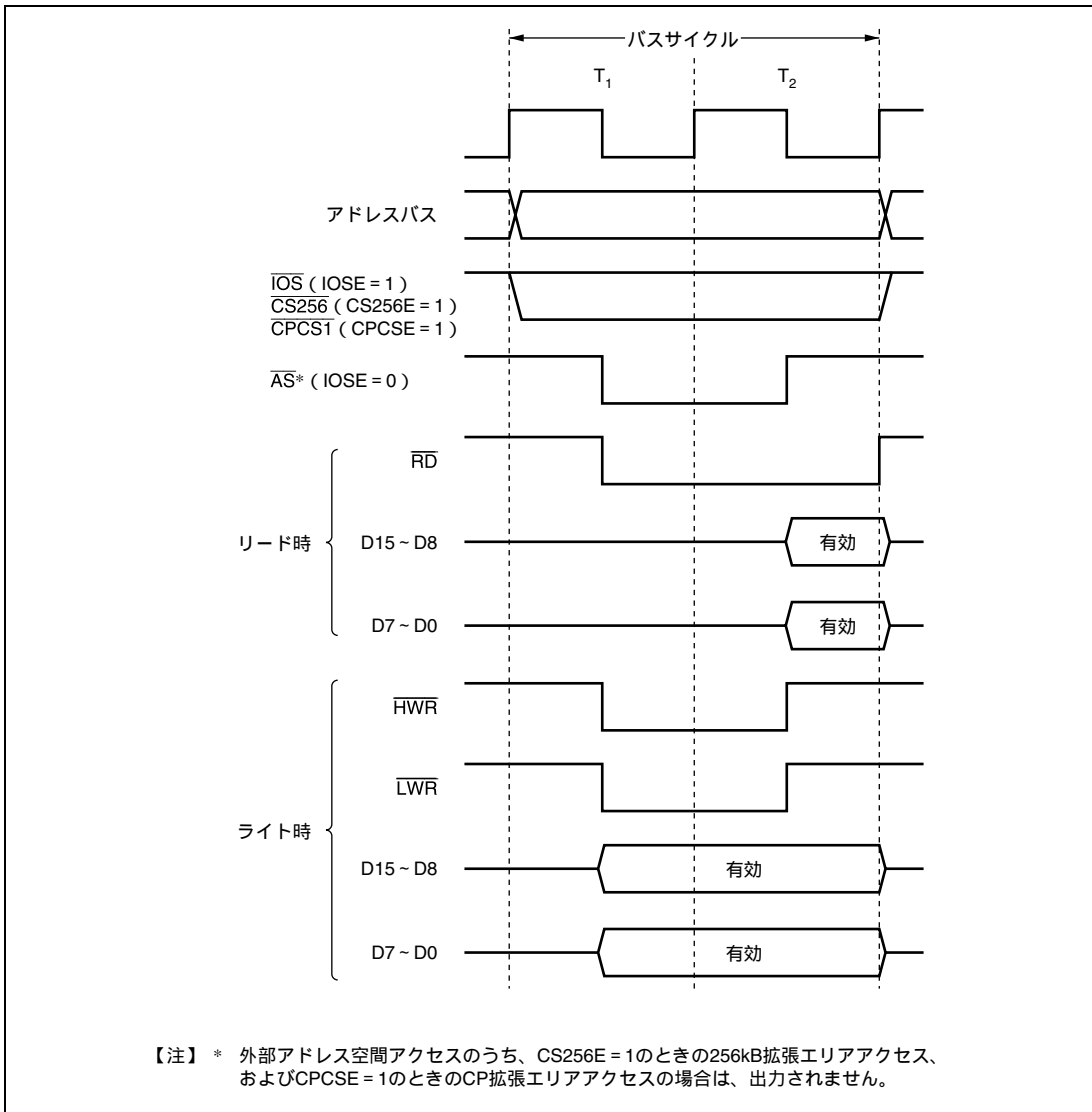 バスサイクル
T1 T2
アドレスバス
IOS ( IOSE = 1 )
CS256 ( CS256E = 1 )
CPCS1 ( CPCSE = 1 )
AS* ( IOSE = 0 )
RD
リード時 D15 ~ D8 有効
D7 ~ D0 有効
HWR
LWR
ライト時
D15 ~ D8 有効
D7 ~ D0 有効
【注】 * 外部アドレス空間アクセスのうち、CS256E = 1のときの256kB拡張エリアアクセス、
およびCPCSE = 1のときのCP拡張エリアアクセスの場合は、出力されません。